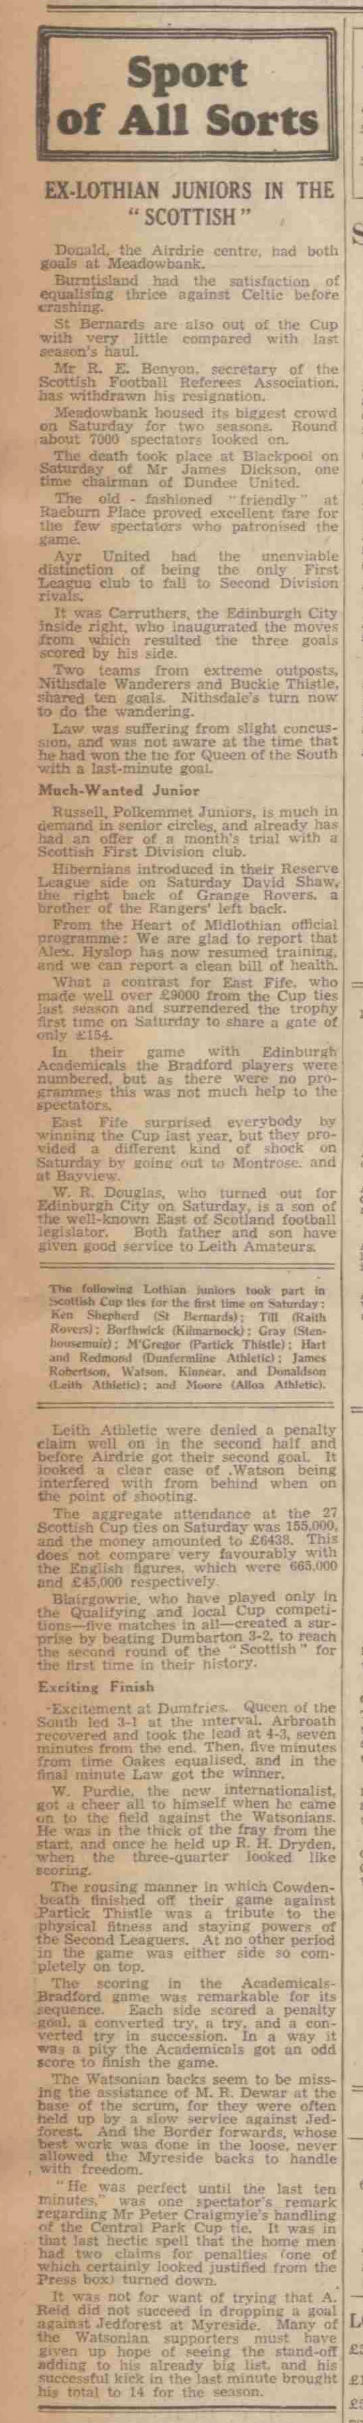 Sport
of All Sorts
EX-LOTHIAN JUNIORS IN THE
"SCOTTISH"
Donald, the Airdrie centre, had both
goals at Meadowbank.
Burntisland had the satisfaction of
equalising thrice against Celtic before
crashing.
St Bernards are also out of the Cup
with very little compared with last
season's haul.
Mr R. E. Benyon, secretary of the
Scottish Football Referees Association,
has withdrawn his resignation.
Meadowbank housed its biggest crowd
on Saturday for two seasons. Round
about 7000 spectators looked on.
The death took place at Blackpool on
Saturday of Mr James Dickson, one
time chairman of Dundee United.
The old-fashioned "friendly" at
Raeburn Place proved excellent fare for
the few spectators who patronised the
game.
Ayr United had the unenviable
distinction of being the only First
League club to fall to Second Division
rivals.
It was Carruthers, the Edinburgh City
inside right, who inaugurated the moves
from which resulted the three goals
scored by his side.
Two teams from extreme outposts,
Nithsdale Wanderers and Buckie Thistle,
shared ten goals. Nithsdale's turn now
to do the wandering.
Law was suffering from slight concus-
sion, and was not aware at the time that
he had won the tie for Queen of the South
with a last-minute goal.
Much-Wanted Junior
Russell, Polkemmet Juniors, is much in
demand in senior circles, and already has
had an offer of a month's trial with a
Scottish First Division club.
Hibernians introduced in their Reserve
League side on Saturday David Shaw,
the right back of Grange Rovers, a
brother of the Rangers' left back.
From the Heart of Midlothian official
programme: We are glad to report that
Alex. Hyslop has now resumed training,
and we can report a clean bill of health.
What a contrast for East Fife, who
made well over £9000 from the Cup ties
last season and surrendered the trophy
first time on Saturday to share a gate of
only £154.
In their game with Edinburgh
Academicals the Bradford players were
numbered, but as there were no pro-
grammes this was not much help to the
spectators.
East Fife surprised everybody by
winning the Cup last year, but they pro-
vided a different kind of shock on
Saturday by going out to Montrose, and
at Bayview.
W. R. Douglas, who turned out for
Edinburgh City on Saturday, is a son of
the well-known East of Scotland football
legislator. Both father and son have
given good service to Leith Amateurs.
The following Lothian juniors took part in
Scottish Cup ties for the first time on Saturday:
Ken Shepherd (St Bernards); Till (Raith
Rovers); Borthwick (Kilmarnock); Gray (Sten-
housemuir); M'Gregor (Partick Thistle); Hart
and Redmond (Dunfermline Athletic); James
Robertson, Watson, Kinnear, and Donaldson
(Leith Athletic); and Moore (Alloa Athletic).
Leith Athletic were denied a penalty
claim well on in the second half and
before Airdrie got their second goal. It
looked a clear case of Watson being
interfered with from behind when on
the point of shooting.
The aggregate attendance at the 27
Scottish Cup ties on Saturday was 155,000,
and the money amounted to £6438. This
does not compare very favourably with
the English figures, which were 665,000
and £45,000 respectively.
Blairgowrie, who have played only in
the Qualifying and local Cup competi-
tions—five matches in all—created a sur-
prise by beating Dumbarton 3-2, to reach
the second round of the "Scottish" for
the first time in their history.
Exciting Finish
Excitement at Dumfries. Queen of the
South led 3-1 at the interval. Arbroath
recovered and took the lead at 4-3, seven
minutes from the end. Then, five minutes
from time Oakes equalised, and in the
final minute Law got the winner.
W. Purdie, the new internationalist,
got a cheer all to himself when he came
on to the field against the Watsonians.
He was in the thick of the fray from the
start, and once he held up R. H. Dryden,
when the three-quarter looked like
scoring.
The rousing manner in which Cowden-
beath finished off their game against
Partick Thistle was a tribute to the
physical fitness and staying powers of
the Second Leaguers. At no other period
in the game was either side so com-
pletely on top.
The scoring in the Academicals-
Bradford game was remarkable for its
sequence. Each side scored a penalty
goal, a converted try, a try, and a con-
verted try in succession. In a way it
was a pity the Academicals got an odd
score to finish the game.
The Watsonian backs seem to be miss-
ing the assistance of M. R. Dewar at the
base of the scrum, for they were often
held up by a slow service against Jed-
forest. And the Border forwards, whose
best work was done in the loose, never
allowed the Myreside backs to handle
with freedom.
"He was perfect until the last ten
minutes," was one spectator's remark
regarding Mr Peter Craigmyle's handling
of the Central Park Cup tie. It was in
that last hectic spell that the home men
had two claims for penalties (one of
which certainly looked justified from the
Press box) turned down.
It was not for want of trying that A.
Reid did not succeed in dropping a goal
against Jedforest at Myreside. Many of
the Watsonian supporters must have
given up hope of seeing the stand-off
adding to his already big list, and his
successful kick in the last minute brought
his total to 14 for the season.